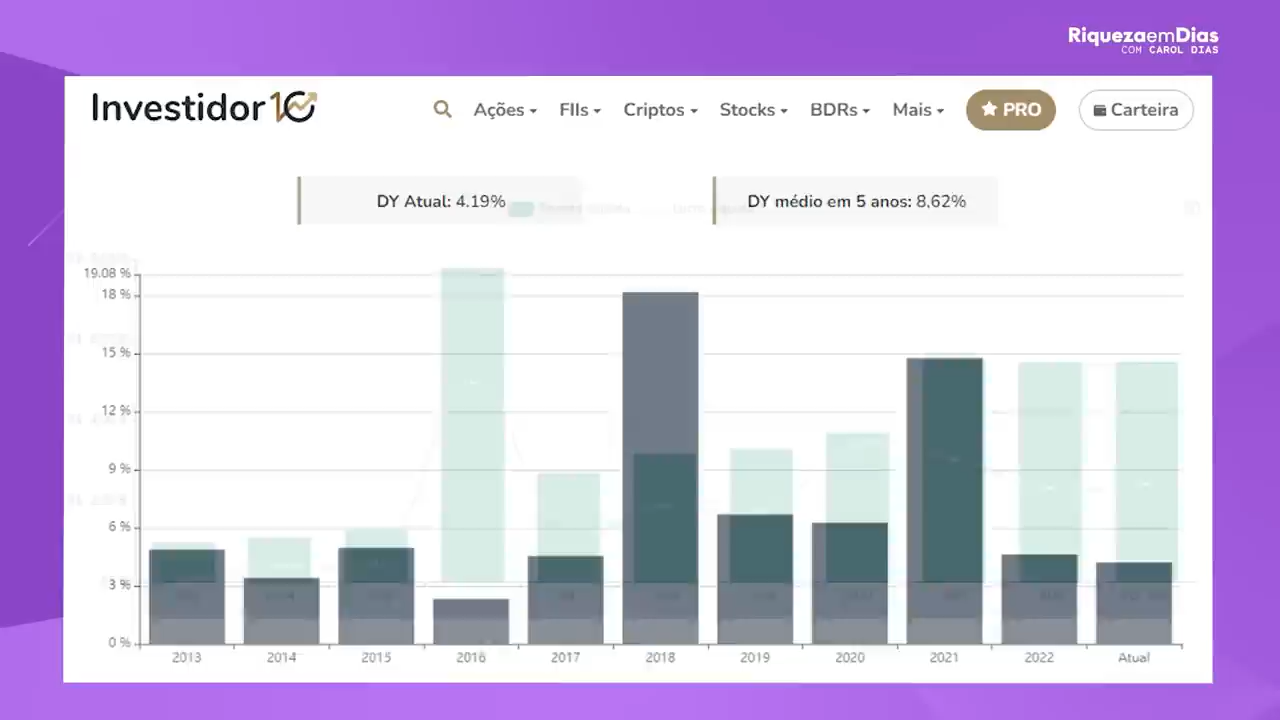 RiquezaemDias
COM CAROL DIAS
Investidor 10
Ações FIIs Criptos Stocks BDRs Mais PRO Carteira
DY Atual: 4.19% DY médio em 5 anos: 8,62%
19.08 %
18 %
15 %
12 %
9 %
6 %
3 %
0 %
2013 2014 2015 2016 2017 2018 2019 2020 2021 2022 Atual